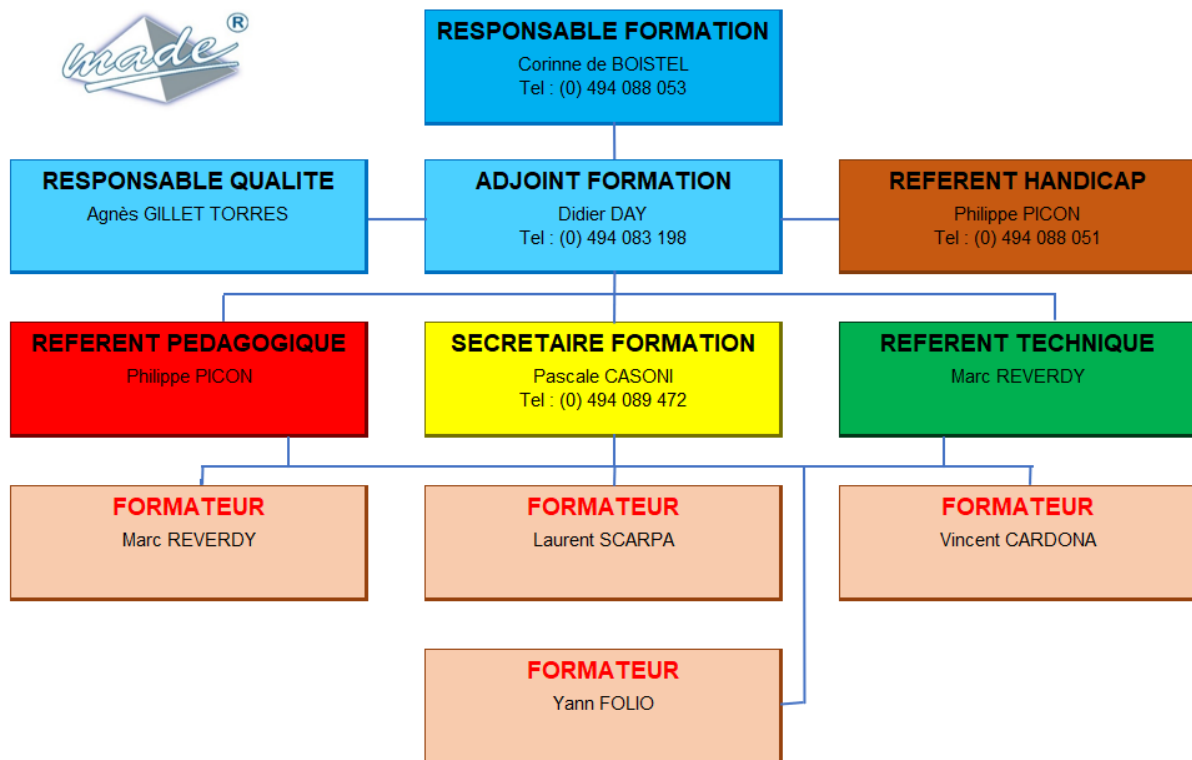 made ®
RESPONSABLE FORMATION
Corinne de BOISTEL
Tel : (0) 494 088 053
RESPONSABLE QUALITE
Agnès GILLET TORRES
ADJOINT FORMATION
Didier DAY
Tel : (0) 494 083 198
REFERENT HANDICAP
Philippe PICON
Tel : (0) 494 088 051
REFERENT PEDAGOGIQUE
Philippe PICON
SECRETAIRE FORMATION
Pascale CASONI
Tel : (0) 494 089 472
REFERENT TECHNIQUE
Marc REVERDY
FORMATEUR
Marc REVERDY
FORMATEUR
Laurent SCARPA
FORMATEUR
Vincent CARDONA
FORMATEUR
Yann FOLIO